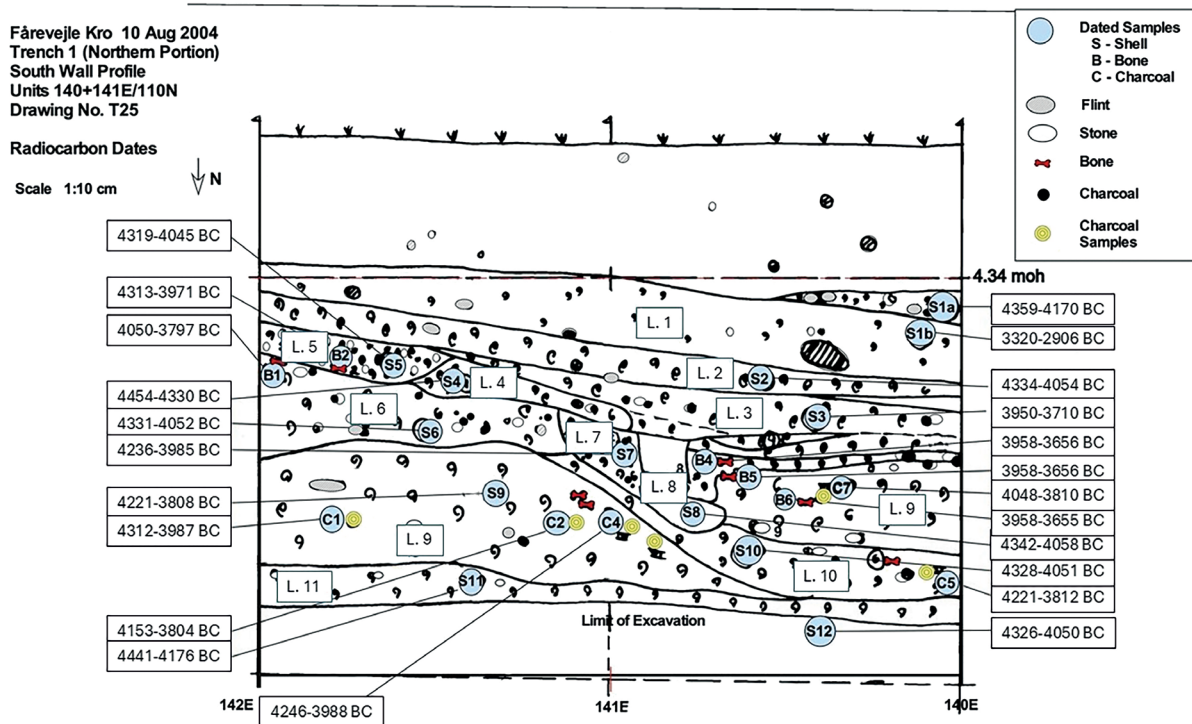 Fårevejle Kro 10 Aug 2004
Trench 1 (Northern Portion)
South Wall Profile
Units 140+141E/110N
Drawing No. T25
Radiocarbon Dates
Scale 1:10 cm
N
Dated Samples
S - Shell
B - Bone
C - Charcoal
Flint
Stone
Bone
Charcoal
Charcoal
Samples
4.34 moh
4319-4045 BC
4313-3971 BC
4050-3797 BC
4454-4330 BC
4331-4052 BC
4236-3985 BC
4221-3808 BC
4312-3987 BC
4153-3804 BC
4441-4176 BC
4246-3988 BC
L. 1
S1a
S1b
L. 5
B2
S5
B1
S4
L. 4
L. 2
S2
L. 6
S6
L. 3
S3
L. 7
S7
B4
B5
8
L. 8
B6
C7
L. 9
S9
S8
C1
C2
C4
L. 9
S10
L. 10
C5
L. 11
S11
S12
Limit of Excavation
4359-4170 BC
3320-2906 BC
4334-4054 BC
3950-3710 BC
3958-3656 BC
3958-3656 BC
4048-3810 BC
3958-3655 BC
4342-4058 BC
4328-4051 BC
4221-3812 BC
4326-4050 BC
142E
141E
140E